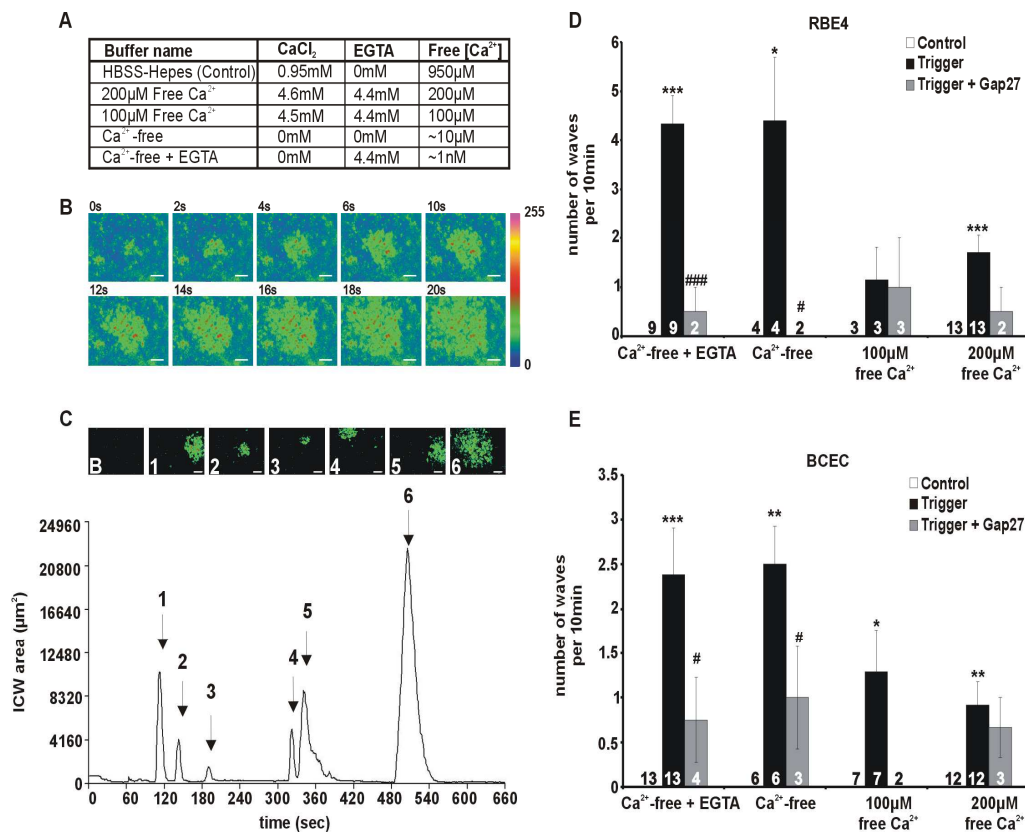 A
Buffer name CaCl₂ EGTA Free [Ca²⁺]
HBSS-Hepes (Control) 0.95mM 0mM 950µM
200µM Free Ca²⁺ 4.6mM 4.4mM 200µM
100µM Free Ca²⁺ 4.5mM 4.4mM 100µM
Ca²⁺-free 0mM 0mM ~10µM
Ca²⁺-free + EGTA 0mM 4.4mM ~1nM
B
0s 2s 4s 6s 10s
255
12s 14s 16s 18s 20s
0
C
B 1 2 3 4 5 6
ICW area (µm²)
24960
20800
16640
12480
8320
4160
0
1
2
3
4
5
6
0 60 120 180 240 300 360 420 480 540 600 660
time (sec)
D
RBE4
Control
Trigger
Trigger + Gap27
number of waves
per 10min
6
5
4
3
2
1
0
*** ### * # ***
9 9 2 4 4 2 3 3 3 13 13 2
Ca²⁺-free + EGTA Ca²⁺-free 100µM 200µM
free Ca²⁺ free Ca²⁺
E
BCEC
Control
Trigger
Trigger + Gap27
number of waves
per 10min
3.5
3
2.5
2
1.5
1
0.5
0
*** # ** # * **
13 13 4 6 6 3 7 7 2 12 12 3
Ca²⁺-free + EGTA Ca²⁺-free 100µM 200µM
free Ca²⁺ free Ca²⁺